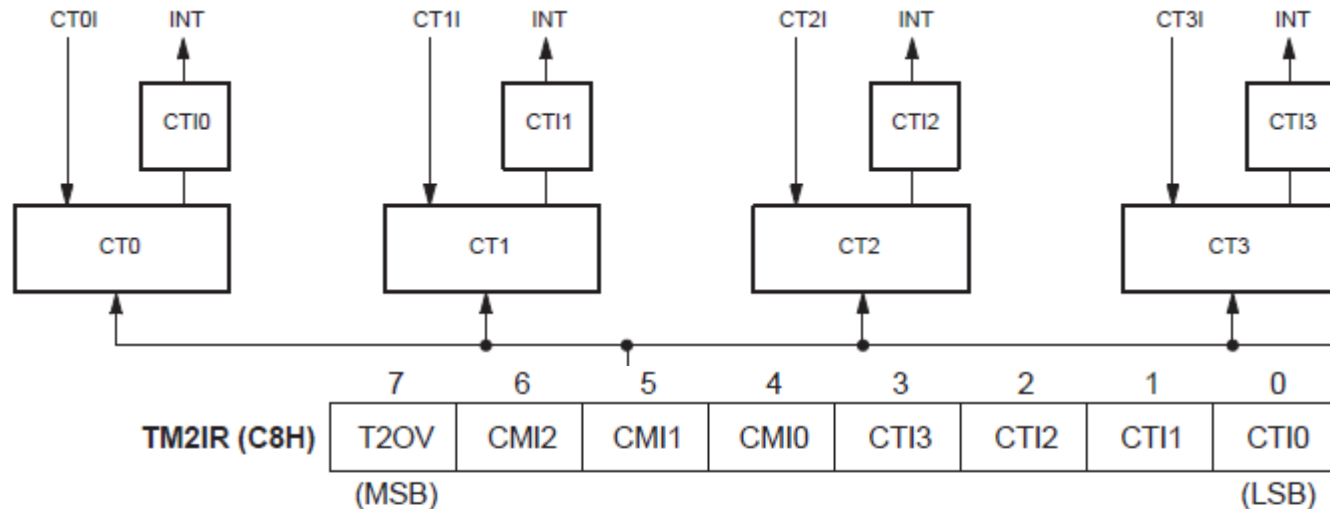 CT0I INT CT1I INT CT2I INT CT3I INT
CTI0 CTI1 CTI2 CTI3
CT0 CT1 CT2 CT3
7 6 5 4 3 2 1 0
TM2IR (C8H) T2OV CMI2 CMI1 CMI0 CTI3 CTI2 CTI1 CTI0
(MSB) (LSB)